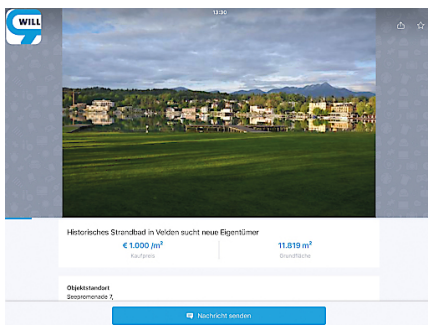 WILL
13:30
Historisches Strandbad in Velden sucht neue Eigentümer
€ 1.000 /m²
11.819 m²
Kaufpreis
Grundfläche
Objektstandort
Seepromenade 7,
Nachricht senden